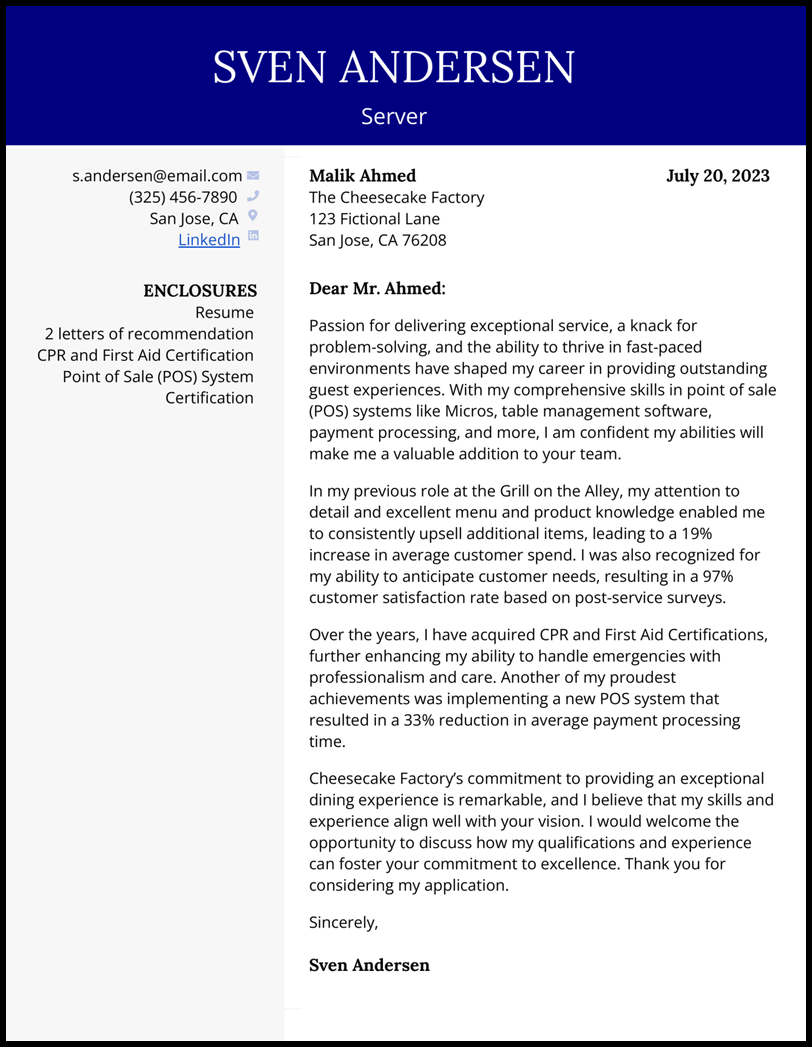 SVEN ANDERSEN
Server
s.andersen@email.com
(325) 456-7890
San Jose, CA
LinkedIn
ENCLOSURES
Resume
2 letters of recommendation
CPR and First Aid Certification
Point of Sale (POS) System
Certification
Malik Ahmed
July 20, 2023
The Cheesecake Factory
123 Fictional Lane
San Jose, CA 76208
Dear Mr. Ahmed:
Passion for delivering exceptional service, a knack for
problem-solving, and the ability to thrive in fast-paced
environments have shaped my career in providing outstanding
guest experiences. With my comprehensive skills in point of sale
(POS) systems like Micros, table management software,
payment processing, and more, I am confident my abilities will
make me a valuable addition to your team.
In my previous role at the Grill on the Alley, my attention to
detail and excellent menu and product knowledge enabled me
to consistently upsell additional items, leading to a 19%
increase in average customer spend. I was also recognized for
my ability to anticipate customer needs, resulting in a 97%
customer satisfaction rate based on post-service surveys.
Over the years, I have acquired CPR and First Aid Certifications,
further enhancing my ability to handle emergencies with
professionalism and care. Another of my proudest
achievements was implementing a new POS system that
resulted in a 33% reduction in average payment processing
time.
Cheesecake Factory's commitment to providing an exceptional
dining experience is remarkable, and I believe that my skills and
experience align well with your vision. I would welcome the
opportunity to discuss how my qualifications and experience
can foster your commitment to excellence. Thank you for
considering my application.
Sincerely,
Sven Andersen